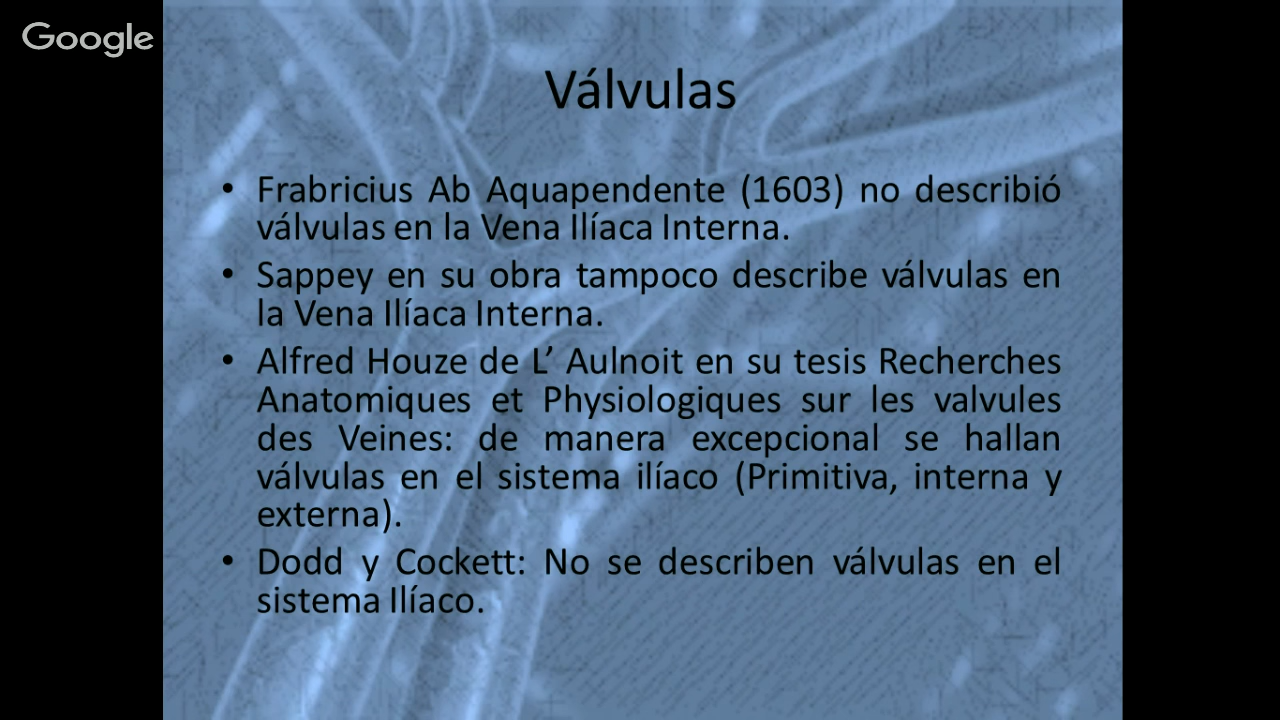 Google
Válvulas
• Frabricius Ab Aquapendente (1603) no describió
válvulas en la Vena Ilíaca Interna.
• Sappey en su obra tampoco describe válvulas en
la Vena Ilíaca Interna.
• Alfred Houze de L’ Aulnoit en su tesis Recherches
Anatomiques et Physiologiques sur les valvules
des Veines: de manera excepcional se hallan
válvulas en el sistema ilíaco (Primitiva, interna y
externa).
• Dodd y Cockett: No se describen válvulas en el
sistema Ilíaco.